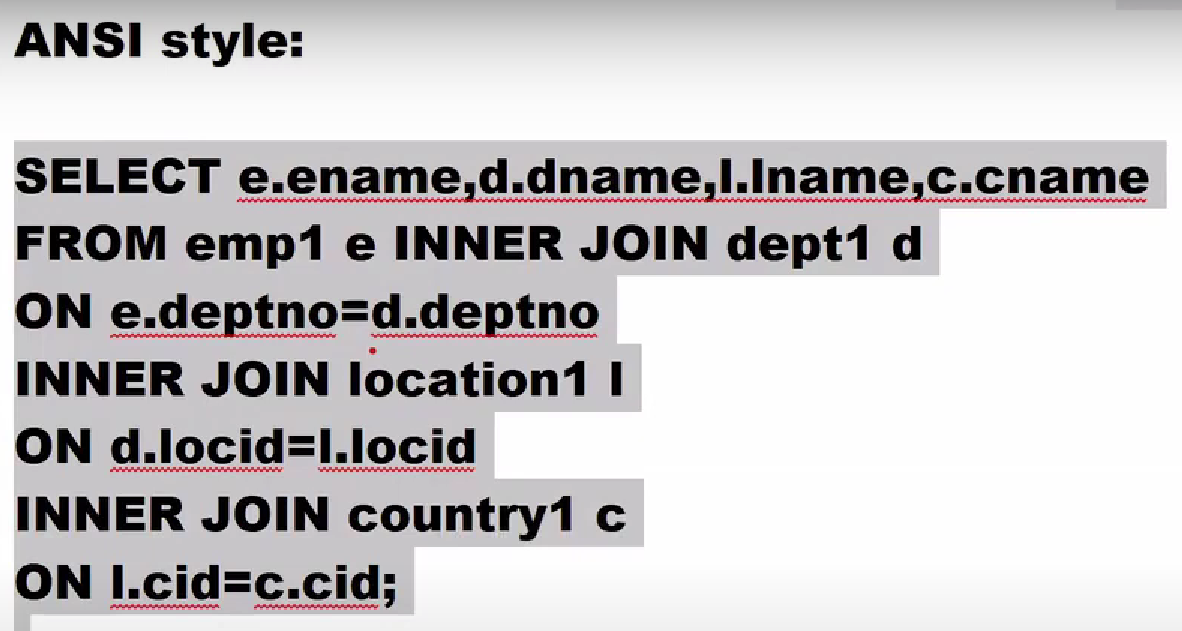 ANSI style:
SELECT e.ename,d.dname,l.lname,c.cname
FROM emp1 e INNER JOIN dept1 d
ON e.deptno=d.deptno
INNER JOIN location1 l
ON d.locid=l.locid
INNER JOIN country1 c
ON l.cid=c.cid;